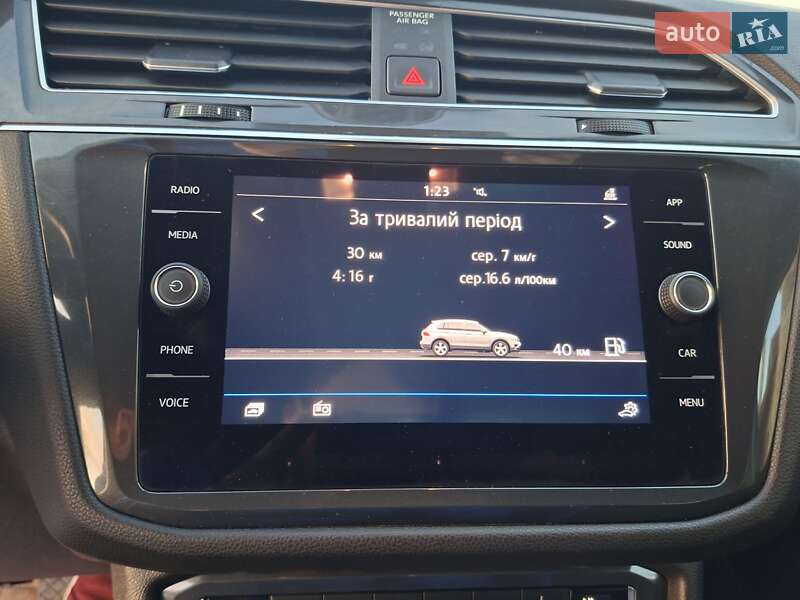 PASSENGER
AIR BAG
auto RIA.com
RADIO
MEDIA
PHONE
VOICE
1:23
< За тривалий період >
30 км сер. 7 км/г
4:16 г сер.16.6 л/100км
40 км
APP
SOUND
CAR
MENU